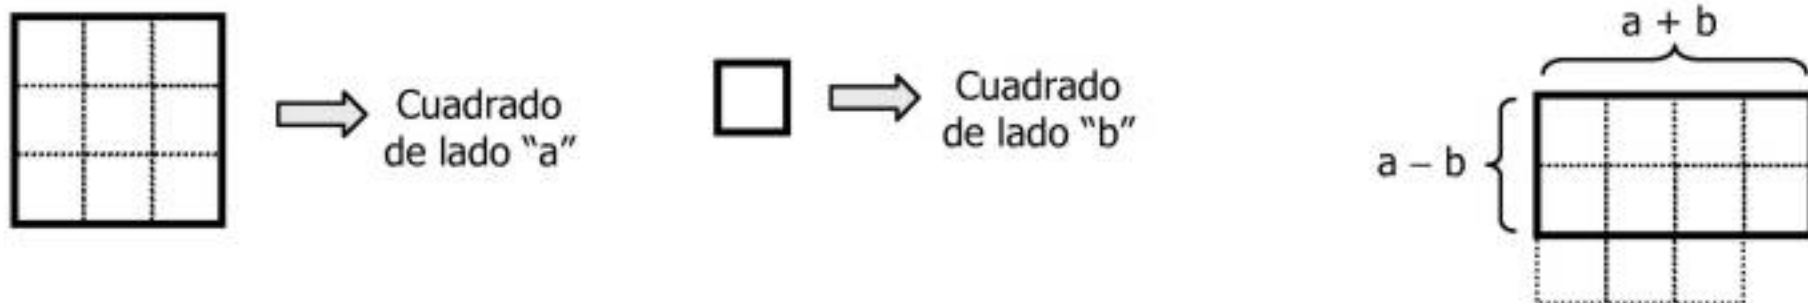 Cuadrado
de lado “a”
Cuadrado
de lado “b”
a + b
a – b